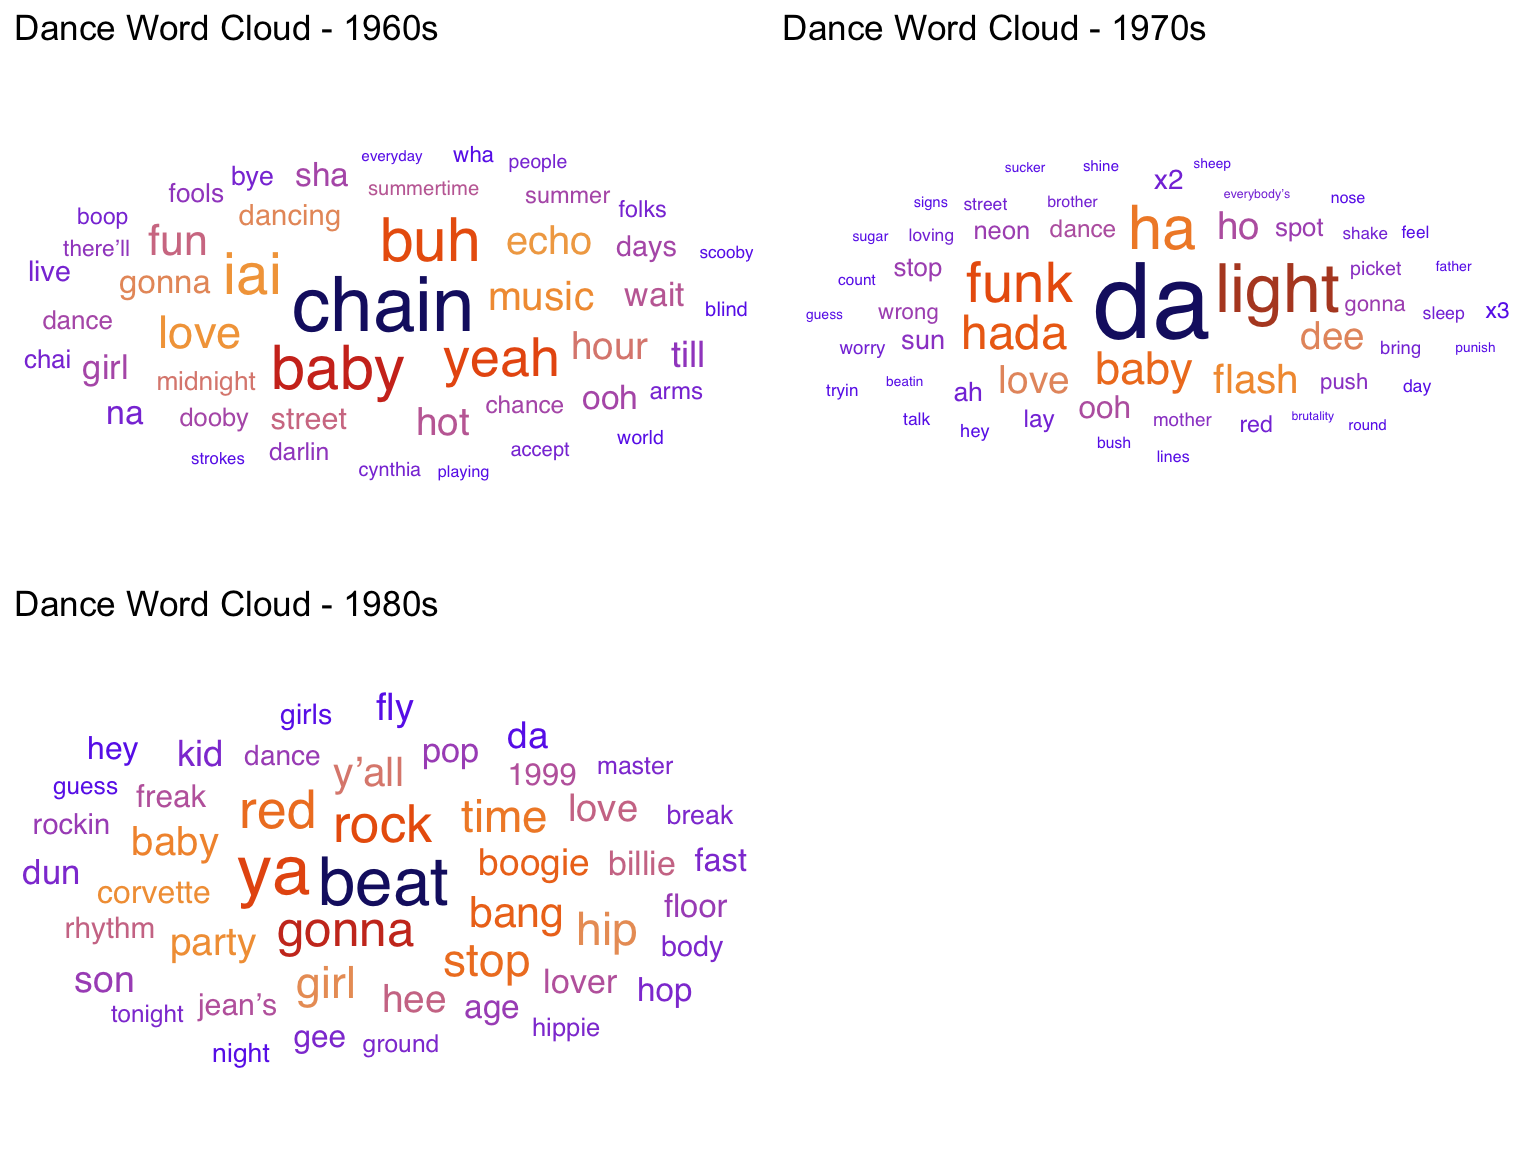 Dance Word Cloud - 1960s
everyday wha people
bye sha summertime
fools summer
boop dancing folks
there'll fun buh echo days scooby
live gonna iai
chain music wait blind
dance love
chai girl baby yeah hour till
midnight
na dooby street hot chance ooh arms
strokes darlin accept world
cynthia playing
Dance Word Cloud - 1970s
sucker shine sheep
x2
signs street brother everybody's nose
sugar loving neon dance ha ho spot shake feel
count stop funk da light picket father
guess wrong gonna sleep x3
worry sun hada dee bring punish
tryin beatin ah love baby flash push day
talk hey lay ooh mother red brutality round
bush
lines
Dance Word Cloud - 1980s
girls fly
hey kid dance pop da
guess y'all 1999 master
freak
rockin red rock time love break
baby
dun ya beat boogie billie fast
corvette
rhythm gonna bang hip floor
party body
son girl stop lover hop
tonight jean's hee age hippie
night gee ground